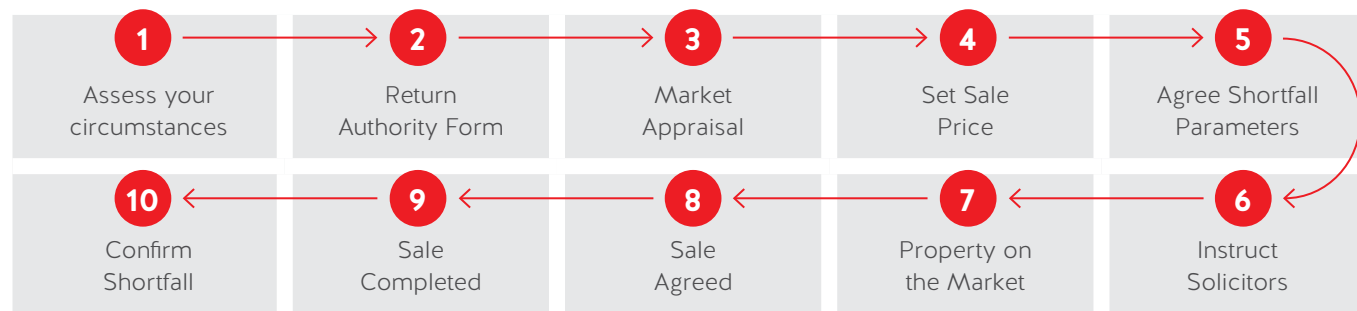 1
Assess your
circumstances
2
Return
Authority Form
3
Market
Appraisal
4
Set Sale
Price
5
Agree Shortfall
Parameters
6
Instruct
Solicitors
7
Property on
the Market
8
Sale
Agreed
9
Sale
Completed
10
Confirm
Shortfall